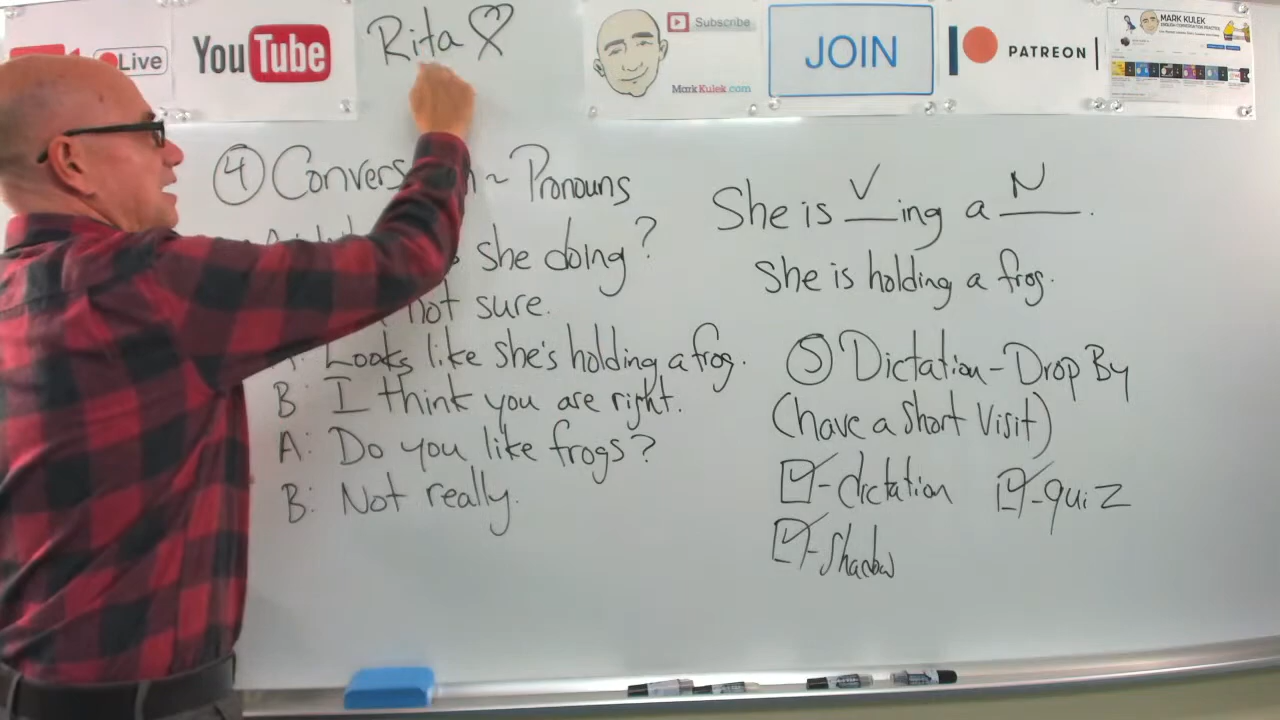 Live
YouTube
Rita
Subscribe
MarkKulek.com
JOIN
PATREON
MARK KULEK
④ Convers n ~ Pronouns
she doing?
not sure.
Looks like she's holding a frog.
B: I think you are right.
A: Do you like frogs?
B: Not really.
V N
She is __ing a __.
She is holding a frog.
⑤ Dictation - Drop By
(have a short visit)
☑ - dictation ☑ - quiz
☑ - shadow